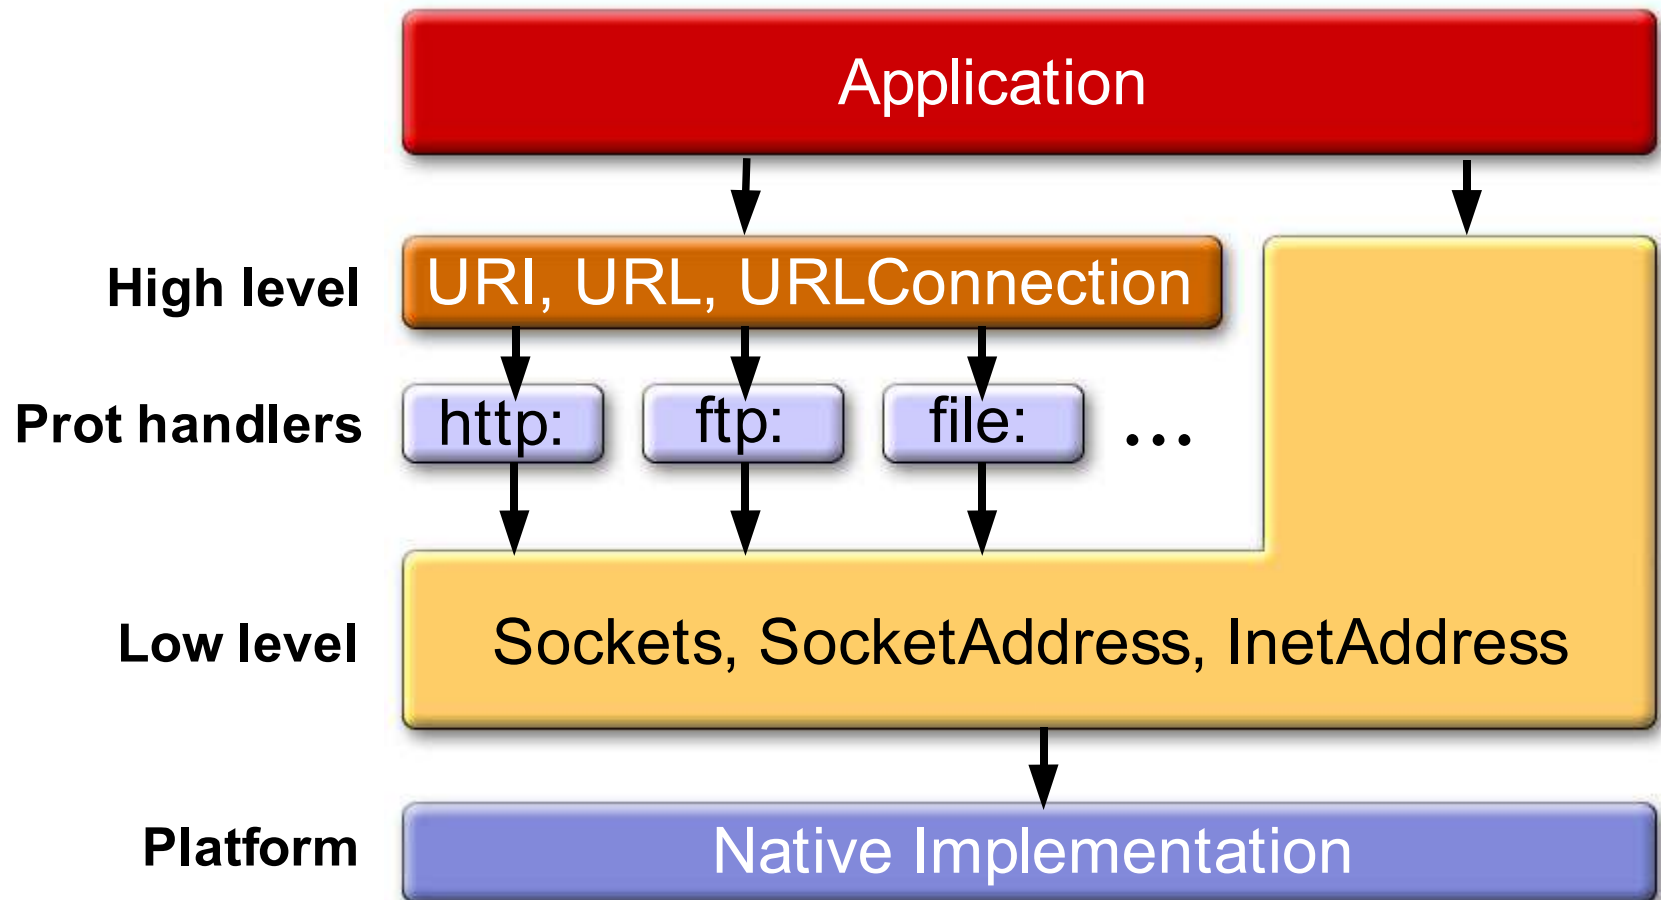 Application
High level
URI, URL, URLConnection
Prot handlers
http:
ftp:
file:
...
Low level
Sockets, SocketAddress, InetAddress
Platform
Native Implementation